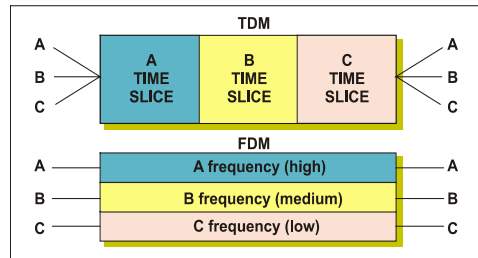 TDM
A A
B B
C C
A TIME SLICE
B TIME SLICE
C TIME SLICE
FDM
A A frequency (high) A
B B frequency (medium) B
C C frequency (low) C